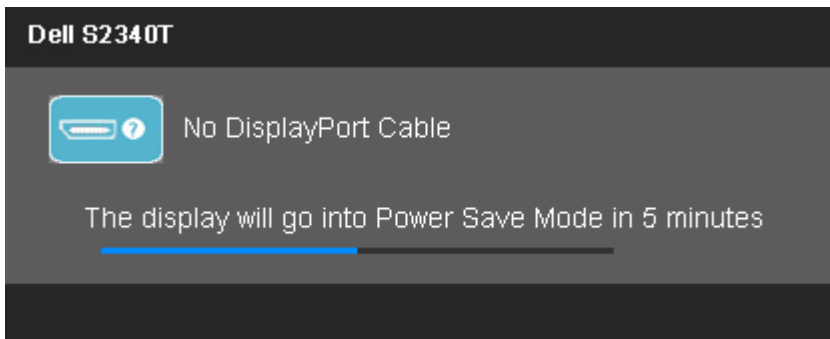 Dell S2340T
No DisplayPort Cable
The display will go into Power Save Mode in 5 minutes